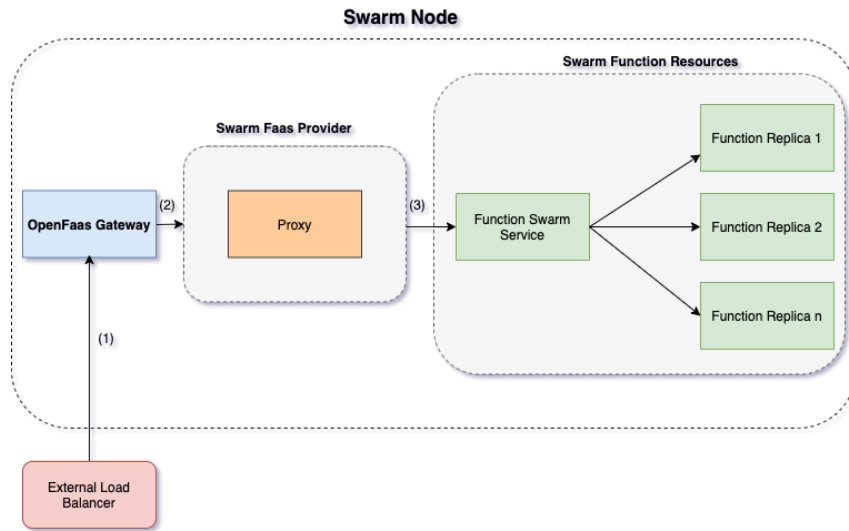 Swarm Node
Swarm Function Resources
Swarm Faas Provider
Function Replica 1
OpenFaas Gateway
(2)
Proxy
(3)
Function Swarm
Service
Function Replica 2
Function Replica n
(1)
External Load
Balancer